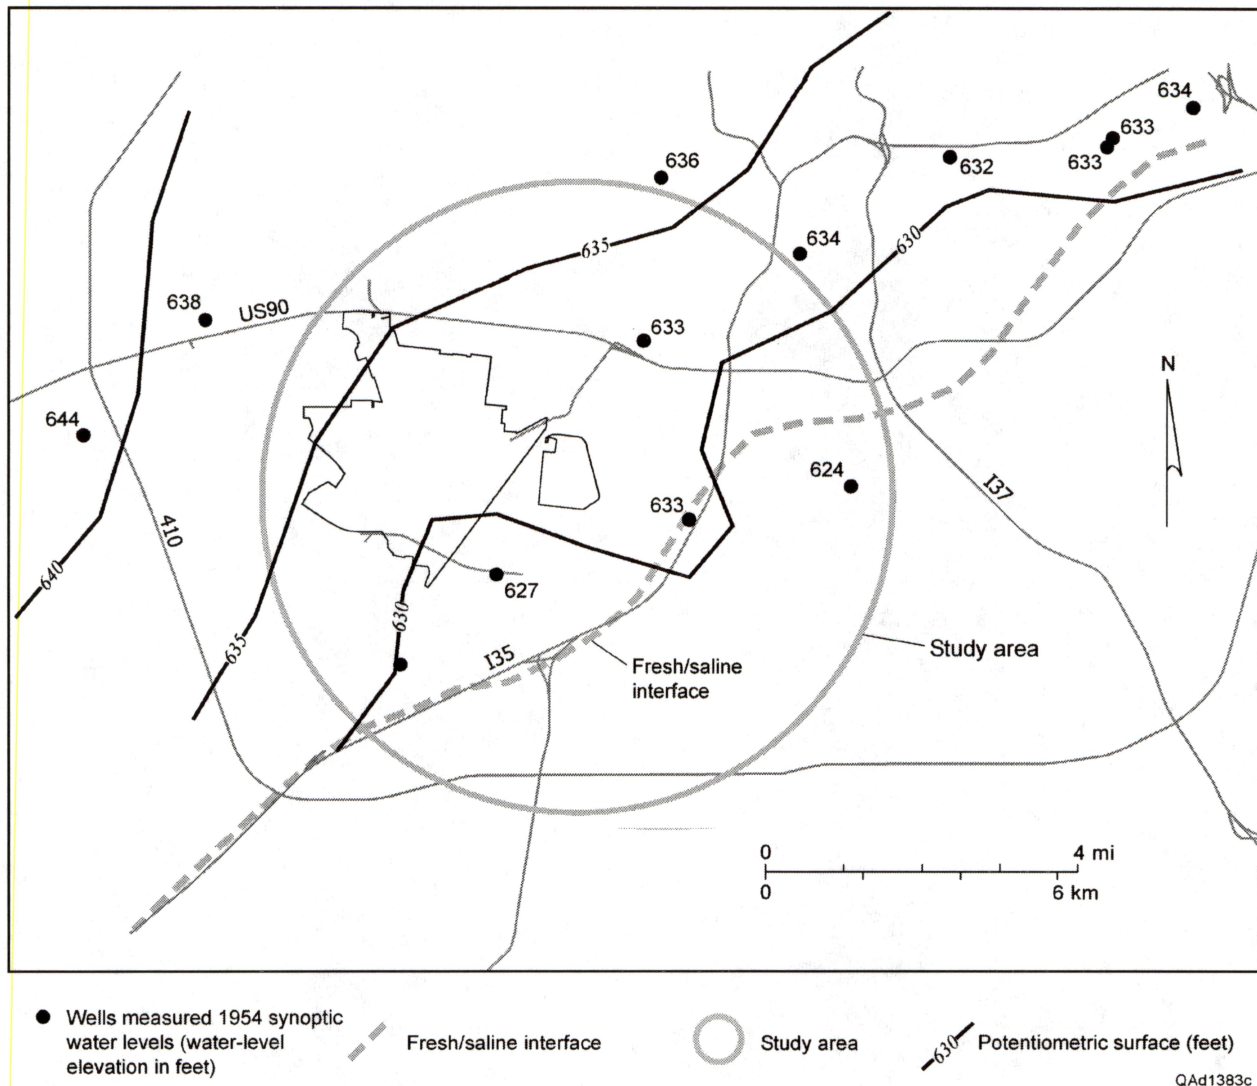 634
633
633
632
636
634
635
630
638
US90
633
N
644
624
I37
633
410
627
640
630
635
I35
Fresh/saline
interface
Study area
0 4 mi
0 6 km
Wells measured 1954 synoptic
water levels (water-level
elevation in feet)
Fresh/saline interface
Study area
630
Potentiometric surface (feet)
QAd1383c